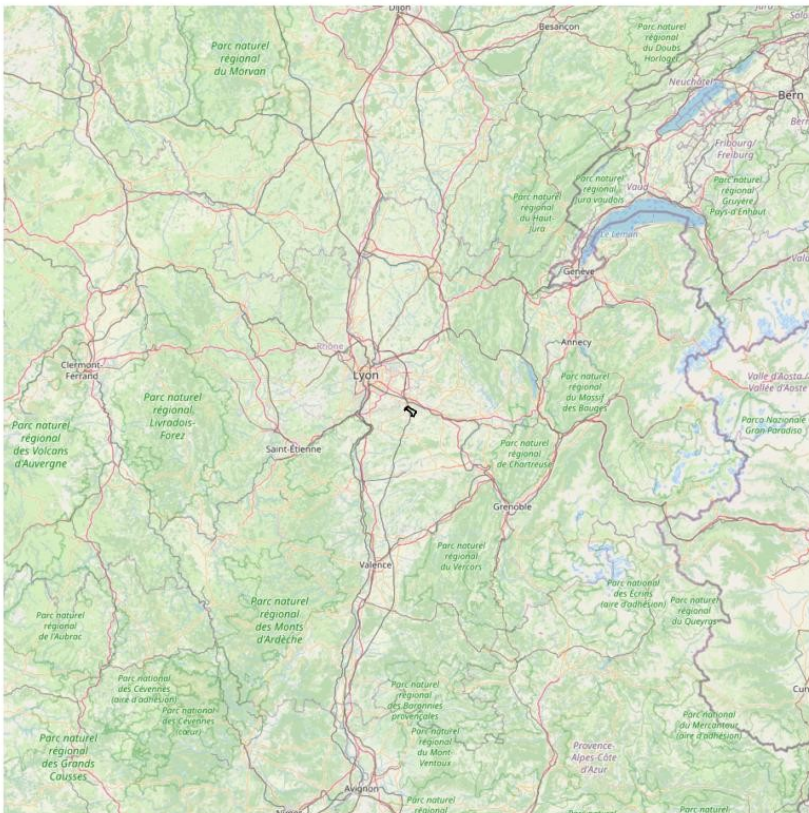 Dijon
Besançon
Parc naturel
régional
du Morvan
Parc naturel
régional
du Doubs
Horloger
Neuchâtel
Bern
Fribourg/
Freiburg
Parc naturel
régional
Jura vaudois
Vaud
Parc naturel
régional
Gruyère
Pays-d'Enhaut
Parc naturel
régional
du Haut-
Jura
Le Léman
Genève
Rhône
Lyon
Annecy
Clermont-
Ferrand
Parc naturel
régional
du Massif
des Bauges
Valle d'Aosta /
Vallée d'Aoste
Parc naturel
régional
Livradois-
Forez
Parco Nazionale
Gran Paradiso
Parc naturel
régional
des Volcans
d'Auvergne
Saint-Étienne
Parc naturel
régional
de Chartreuse
Grenoble
Parc naturel
régional
du Vercors
Valence
Parc national
des Écrins
(aire d'adhésion)
Parc naturel
régional
du Queyras
Parc naturel
régional
des Monts
d'Ardèche
Parc naturel
régional
de l'Aubrac
Parc national
des Cévennes
(aire d'adhésion)
Parc national
des Cévennes
(cœur)
Parc naturel
régional
des Baronnies
provençales
Parc naturel
régional
du Mont-
Ventoux
Parc national
du Mercantour
(aire d'adhésion)
Parc naturel
régional
des Grands
Causses
Provence-
Alpes-Côte
d'Azur
Avignon
Parc naturel
régional
Parc naturel
Parc naturel